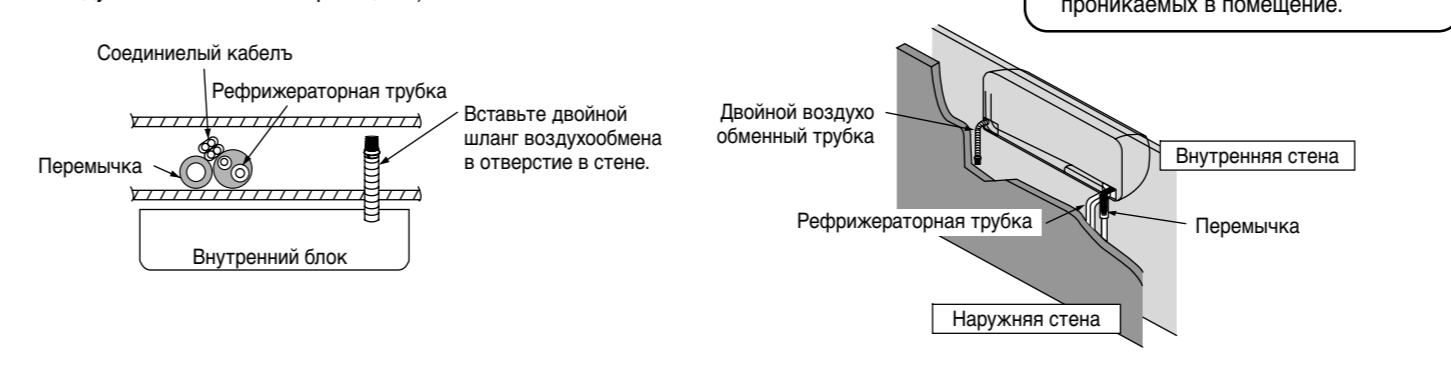 проникаемых в помещение.
Соединиелый кабелъ
Рефрижераторная трубка
Вставьте двойной
шланг воздухообмена
в отверстие в стене.
Перемычка
Внутренний блок
Двойной воздухо
обменный трубка
Внутренняя стена
Рефрижераторная трубка
Перемычка
Наружняя стена